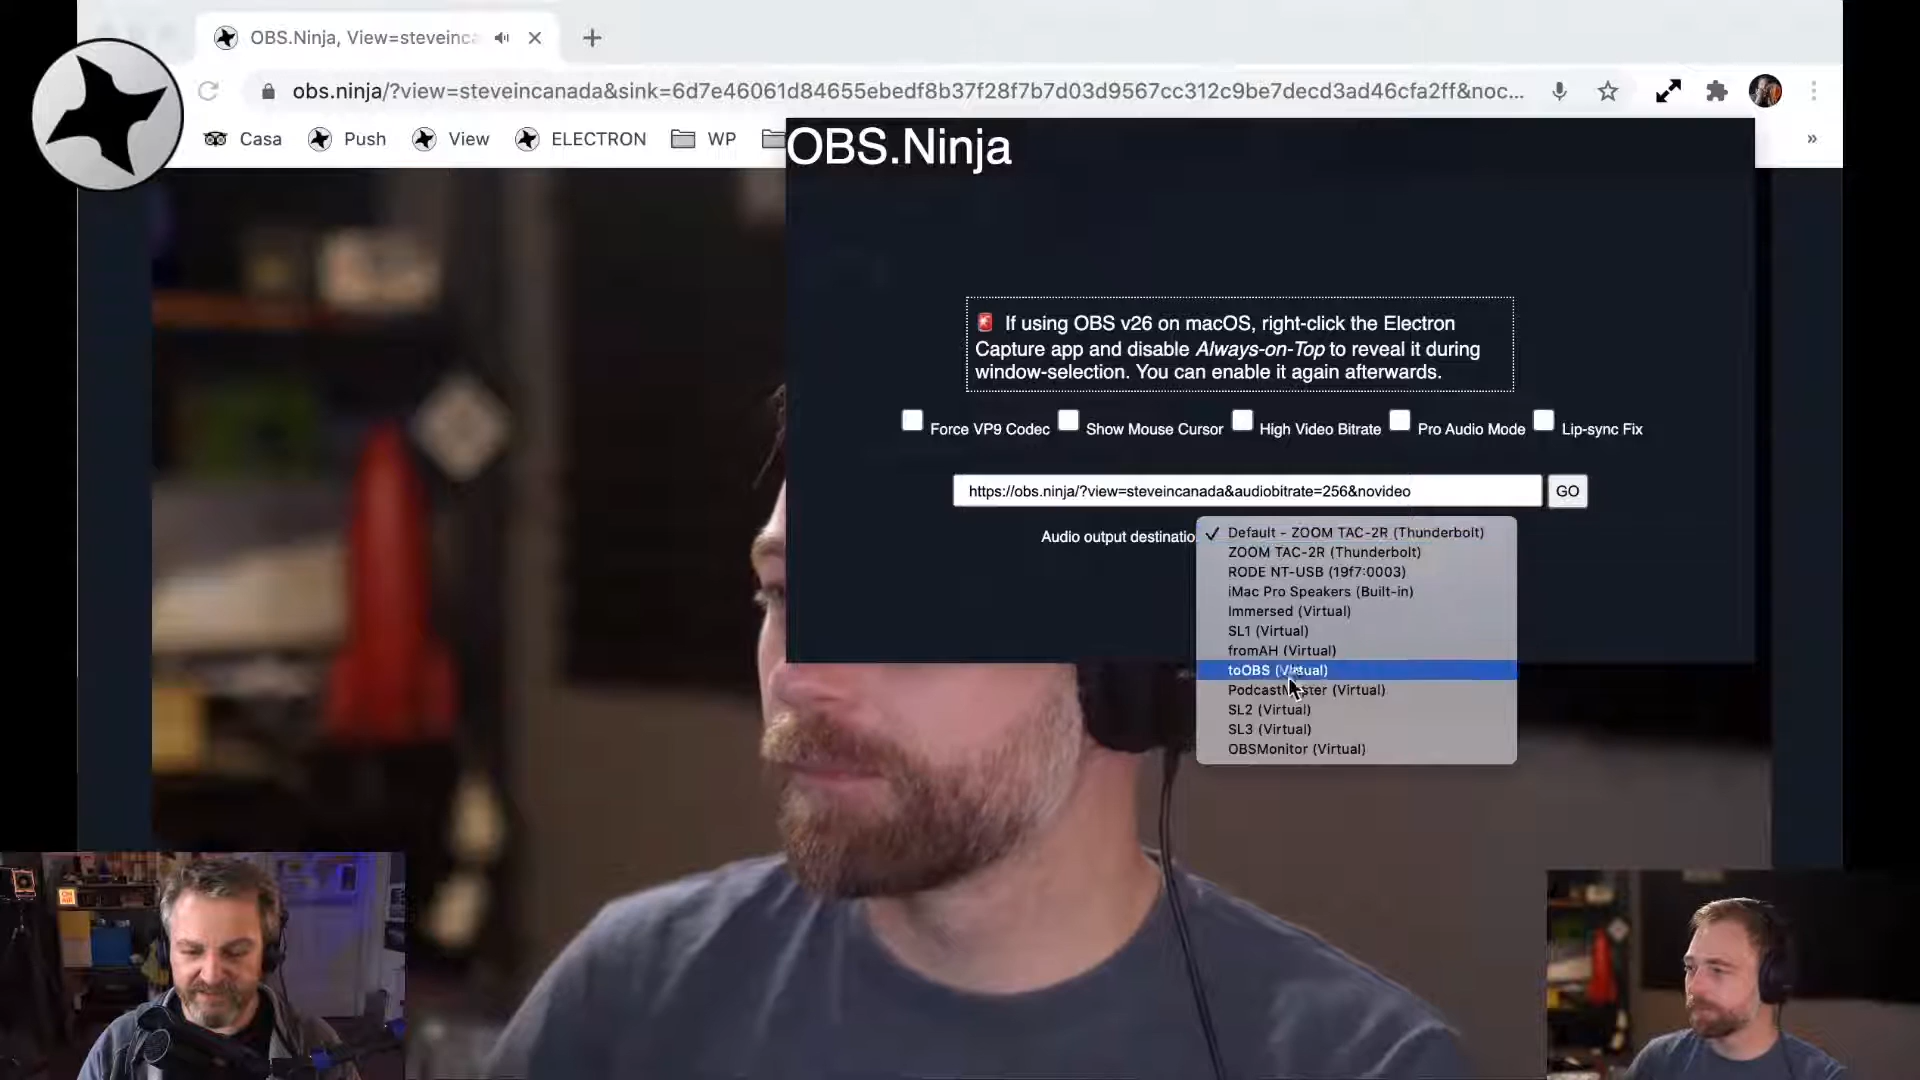 OBS.Ninja, View=steveinca
obs.ninja/?view=steveincanada&sink=6d7e46061d84655ebedf8b37f28f7b7d03d9567cc312c9be7decd3ad46cfa2ff&noc...
Casa Push View ELECTRON WP »
OBS.Ninja
If using OBS v26 on macOS, right-click the Electron
Capture app and disable Always-on-Top to reveal it during
window-selection. You can enable it again afterwards.
Force VP9 Codec Show Mouse Cursor High Video Bitrate Pro Audio Mode Lip-sync Fix
https://obs.ninja/?view=steveincanada&audiobitrate=256&novideo GO
Audio output destinatio
✓ Default - ZOOM TAC-2R (Thunderbolt)
ZOOM TAC-2R (Thunderbolt)
RODE NT-USB (19f7:0003)
iMac Pro Speakers (Built-in)
Immersed (Virtual)
SL1 (Virtual)
fromAH (Virtual)
toOBS (Virtual)
PodcastMaster (Virtual)
SL2 (Virtual)
SL3 (Virtual)
OBSMonitor (Virtual)